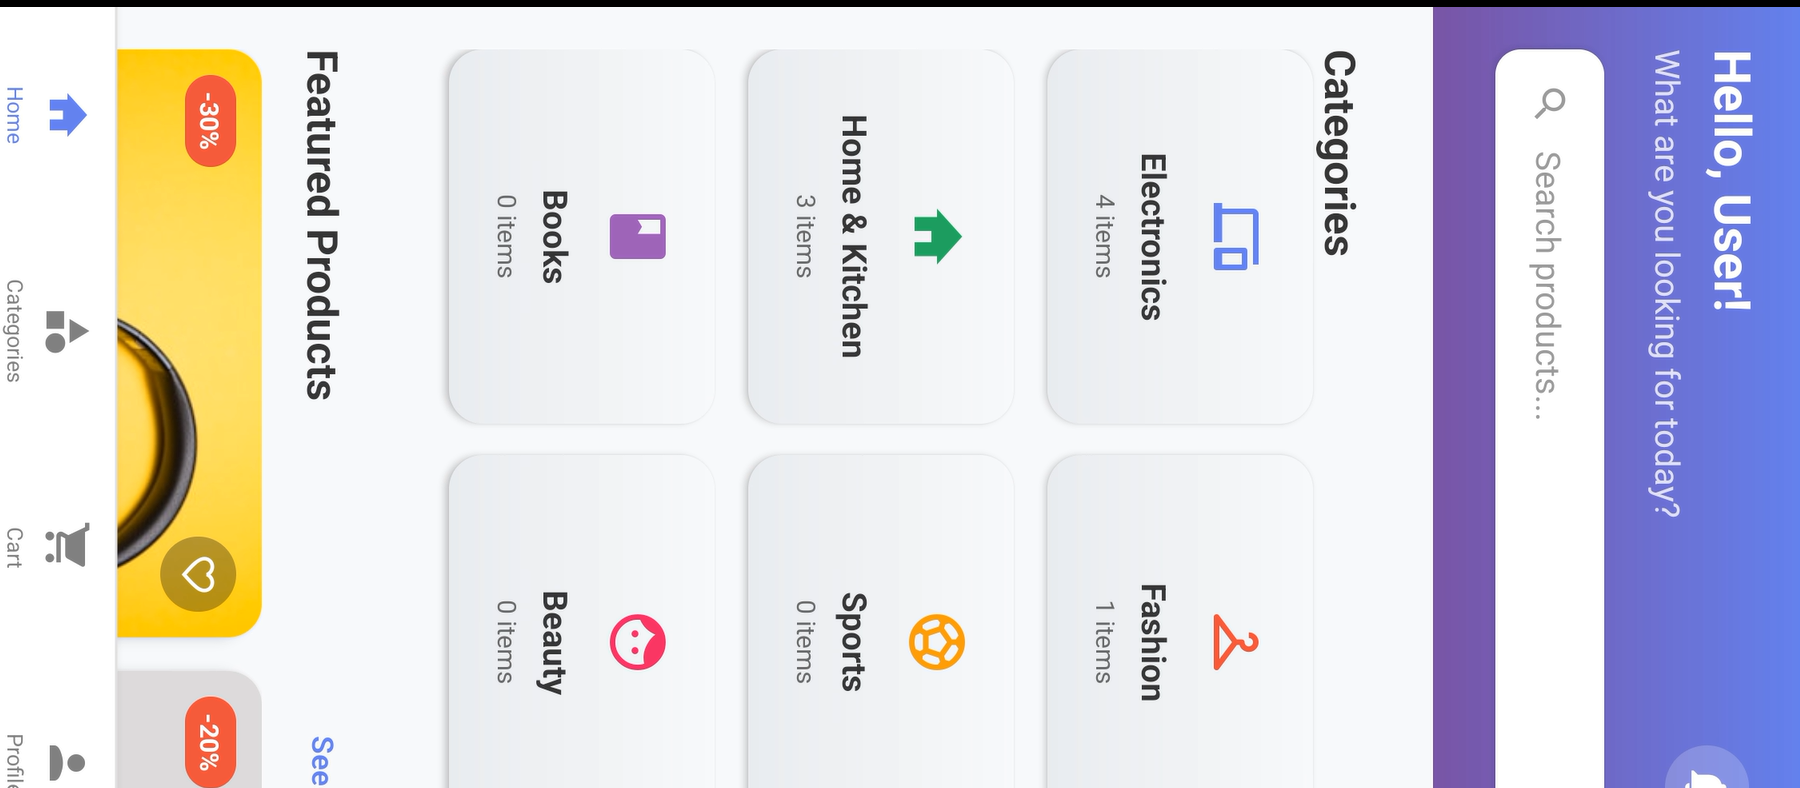 Hello, User!
What are you looking for today?
Search products...
Categories
Electronics
4 items
Fashion
1 items
Home & Kitchen
3 items
Sports
0 items
Books
0 items
Beauty
0 items
Featured Products
See
-30%
-20%
Home
Categories
Cart
Profile